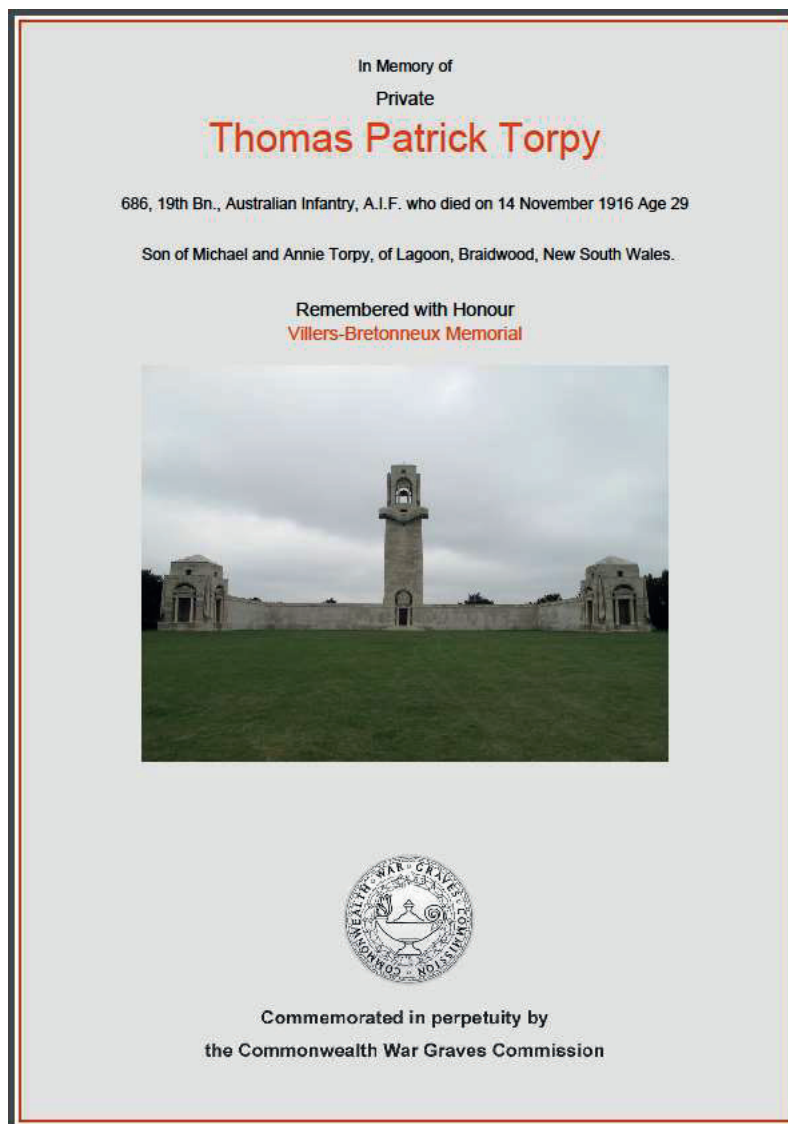 In Memory of
Private
Thomas Patrick Torpy
686, 19th Bn., Australian Infantry, A.I.F. who died on 14 November 1916 Age 29
Son of Michael and Annie Torpy, of Lagoon, Braidwood, New South Wales.
Remembered with Honour
Villers-Bretonneux Memorial
COMMONWEALTH · WAR · GRAVES · COMMISSION ·
Commemorated in perpetuity by
the Commonwealth War Graves Commission